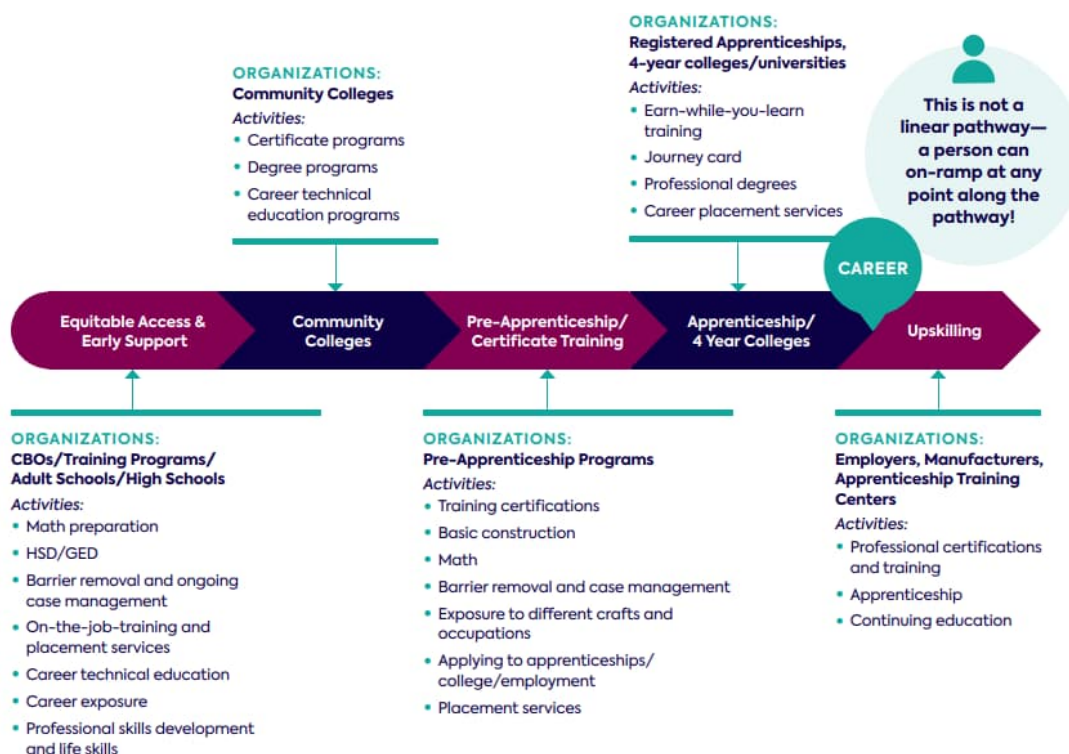 ORGANIZATIONS:
Community Colleges
Activities:
• Certificate programs
• Degree programs
• Career technical
education programs
ORGANIZATIONS:
Registered Apprenticeships,
4-year colleges/universities
Activities:
• Earn-while-you-learn
training
• Journey card
• Professional degrees
• Career placement services
This is not a
linear pathway—
a person can
on-ramp at any
point along the
pathway!
CAREER
Equitable Access &
Early Support
Community
Colleges
Pre-Apprenticeship/
Certificate Training
Apprenticeship/
4 Year Colleges
Upskilling
ORGANIZATIONS:
CBOs/Training Programs/
Adult Schools/High Schools
Activities:
• Math preparation
• HSD/GED
• Barrier removal and ongoing
case management
• On-the-job-training and
placement services
• Career technical education
• Career exposure
• Professional skills development
and life skills
ORGANIZATIONS:
Pre-Apprenticeship Programs
Activities:
• Training certifications
• Basic construction
• Math
• Barrier removal and case management
• Exposure to different crafts and
occupations
• Applying to apprenticeships/
college/employment
• Placement services
ORGANIZATIONS:
Employers, Manufacturers,
Apprenticeship Training
Centers
Activities:
• Professional certifications
and training
• Apprenticeship
• Continuing education